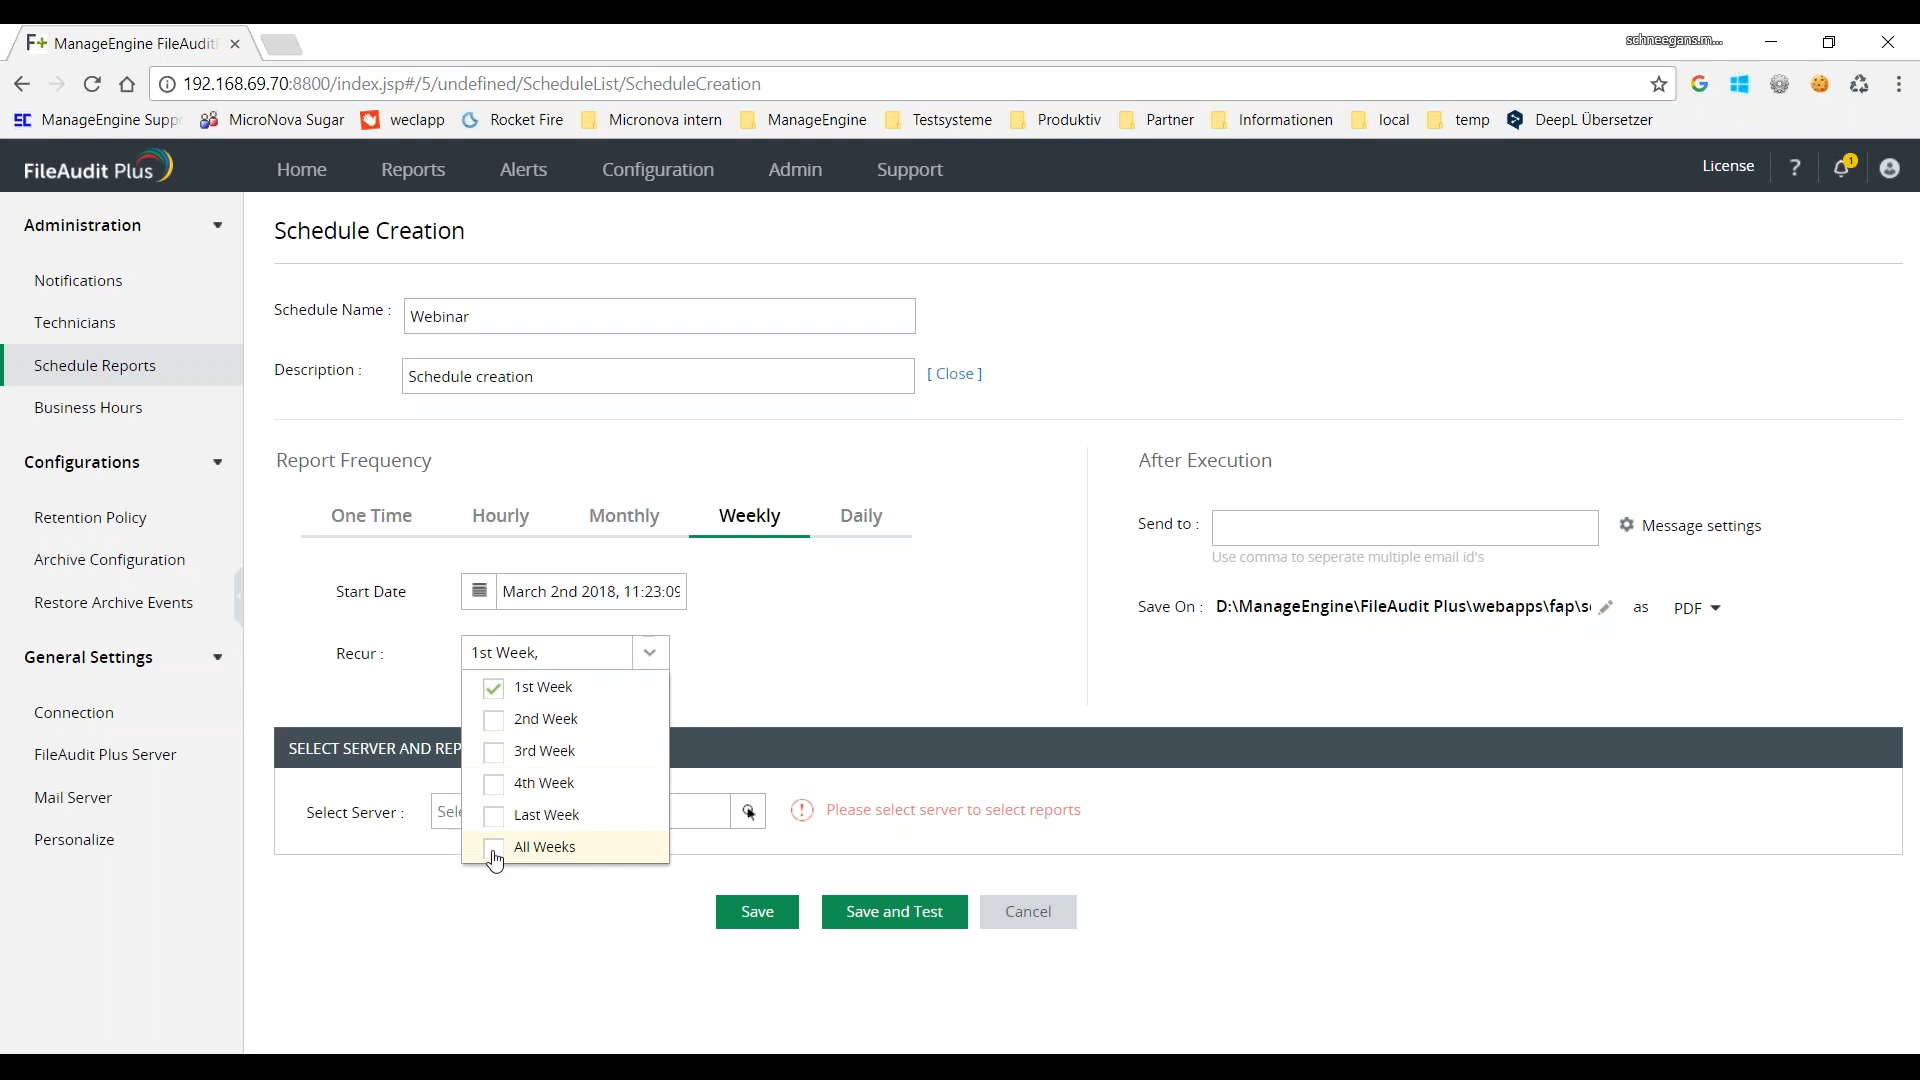 ManageEngine FileAudit
192.168.69.70:8800/index.jsp#/5/undefined/ScheduleList/ScheduleCreation
ManageEngine Supp MicroNova Sugar weclapp Rocket Fire Micronova intern ManageEngine Testsysteme Produktiv Partner Informationen local temp DeepL Übersetzer
FileAudit Plus Home Reports Alerts Configuration Admin Support License ? 1
Administration
Notifications
Technicians
Schedule Reports
Business Hours
Configurations
Retention Policy
Archive Configuration
Restore Archive Events
General Settings
Connection
FileAudit Plus Server
Mail Server
Personalize
Schedule Creation
Schedule Name : Webinar
Description : Schedule creation [ Close ]
Report Frequency
One Time Hourly Monthly Weekly Daily
Start Date March 2nd 2018, 11:23:09
Recur : 1st Week,
1st Week
2nd Week
3rd Week
4th Week
Last Week
All Weeks
After Execution
Send to : Message settings
Use comma to seperate multiple email id's
Save On : D:\ManageEngine\FileAudit Plus\webapps\fap\s as PDF
SELECT SERVER AND REP
Select Server : Sele Please select server to select reports
Save Save and Test Cancel